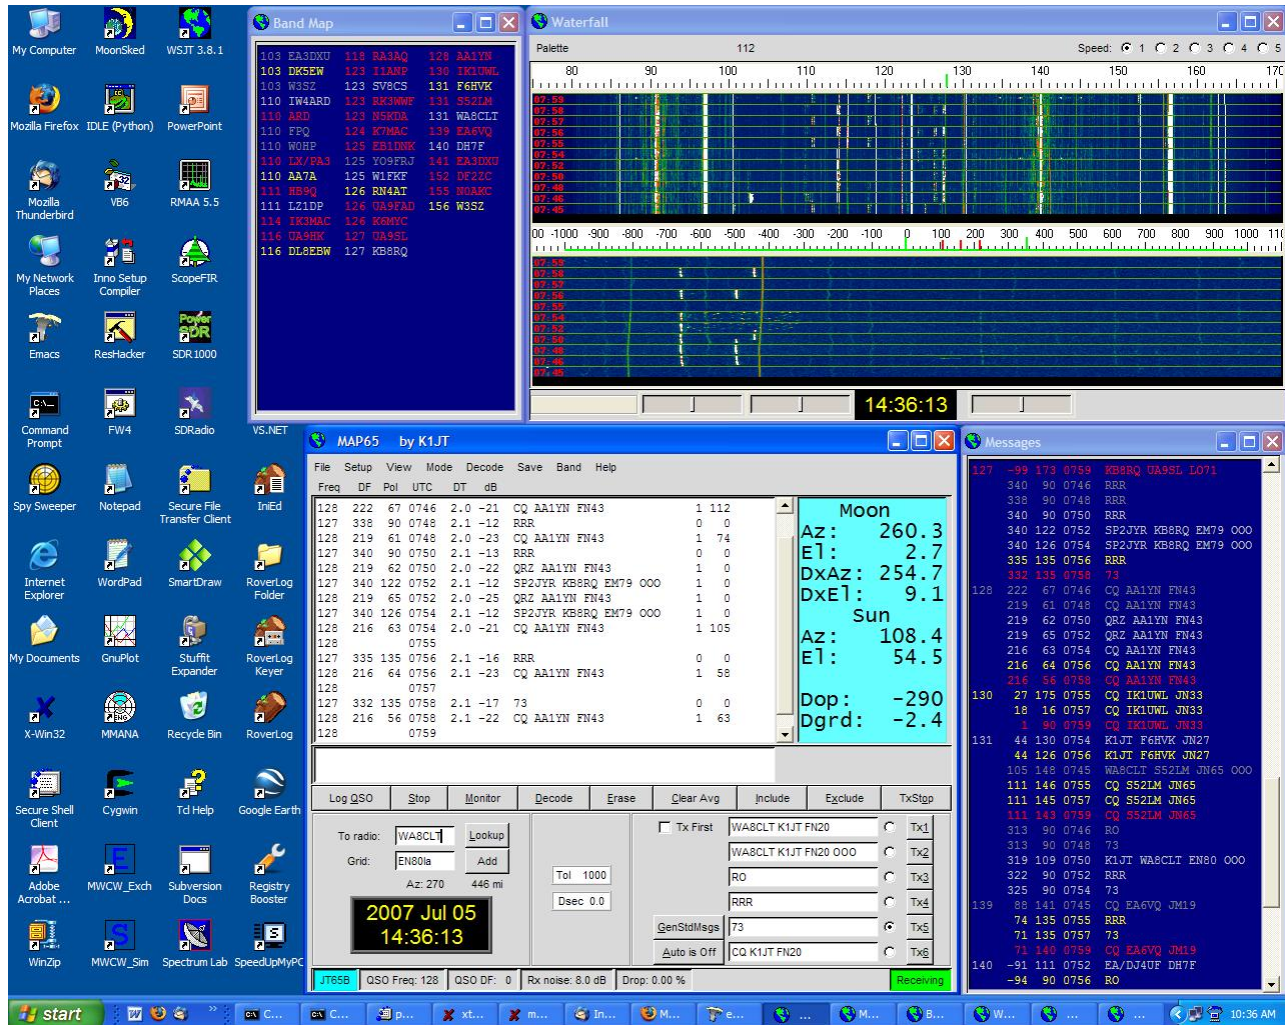 My Computer
MoonSked
WSJT 3.8.1
Mozilla Firefox
IDLE (Python)
PowerPoint
Mozilla Thunderbird
VB6
RMAA 5.5
My Network Places
Inno Setup Compiler
ScopeFIR
Emacs
ResHacker
SDR1000
Command Prompt
FW4
SDRadio
VS.NET
Spy Sweeper
Notepad
Secure File Transfer Client
IniEd
Internet Explorer
WordPad
SmartDraw
RoverLog Folder
My Documents
GnuPlot
Stuffit Expander
RoverLog Keyer
X-Win32
MMANA
Recycle Bin
RoverLog
Secure Shell Client
Cygwin
Tcl Help
Google Earth
Adobe Acrobat ...
MWCW_Exch
Subversion Docs
Registry Booster
WinZip
MWCW_Sim
Spectrum Lab
SpeedUpMyPC
Band Map
103 EA3DXU 118 RA3AQ 128 AA1YN
103 DK5EW 123 I1ANP 130 IK1UWL
103 W3SZ 123 SV8CS 131 F6HVK
110 IW4ARD 123 RK3WWF 131 S52LM
110 ARD 123 N5KDA 131 WA8CLT
110 FPQ 124 K7MAC 139 EA6VQ
110 W0HP 125 EB1DNK 140 DH7F
110 LX/PA3 125 YO9FRJ 141 EA3DXU
110 AA7A 125 W1FKF 152 DF2ZC
111 HB9Q 126 RN4AT 155 N0AKC
111 LZ1DP 126 UA9FAD 156 W3SZ
114 IK3MAC 126 K6MYC
116 UA9HK 127 UA9SL
116 DL8EBW 127 KB8RQ
Waterfall
Palette 112 Speed: 1 2 3 4 5
80 90 100 110 120 130 140 150 160 170
07:59
07:58
07:57
07:56
07:55
07:54
07:52
07:50
07:48
07:46
07:45
00 -1000 -900 -800 -700 -600 -500 -400 -300 -200 -100 0 100 200 300 400 500 600 700 800 900 1000 110
07:59
07:58
07:57
07:56
07:55
07:54
07:52
07:50
07:48
07:46
07:45
14:36:13
MAP65 by K1JT
File Setup View Mode Decode Save Band Help
Freq DF Pol UTC DT dB
128 222 67 0746 2.0 -21 CQ AA1YN FN43 1 112
127 338 90 0748 2.1 -12 RRR 0 0
128 219 61 0748 2.0 -23 CQ AA1YN FN43 1 74
127 340 90 0750 2.1 -13 RRR 0 0
128 219 62 0750 2.0 -22 QRZ AA1YN FN43 1 0
127 340 122 0752 2.1 -12 SP2JYR KB8RQ EM79 OOO 1 0
128 219 65 0752 2.0 -25 QRZ AA1YN FN43 1 0
127 340 126 0754 2.1 -12 SP2JYR KB8RQ EM79 OOO 1 0
128 216 63 0754 2.0 -21 CQ AA1YN FN43 1 105
128 0755
127 335 135 0756 2.1 -16 RRR 0 0
128 216 64 0756 2.1 -23 CQ AA1YN FN43 1 58
128 0757
127 332 135 0758 2.1 -17 73 0 0
128 216 56 0758 2.1 -22 CQ AA1YN FN43 1 63
128 0759
Moon
Az: 260.3
El: 2.7
DxAz: 254.7
DxEl: 9.1
Sun
Az: 108.4
El: 54.5
Dop: -290
Dgrd: -2.4
Log QSO Stop Monitor Decode Erase Clear Avg Include Exclude TxStop
To radio: WA8CLT Lookup
Grid: EN80la Add
Az: 270 446 mi
2007 Jul 05
14:36:13
Tol 1000
Dsec 0.0
Tx First WA8CLT K1JT FN20 Tx1
WA8CLT K1JT FN20 OOO Tx2
RO Tx3
RRR Tx4
GenStdMsgs 73 Tx5
Auto is Off CQ K1JT FN20 Tx6
JT65B QSO Freq: 128 QSO DF: 0 Rx noise: 8.0 dB Drop: 0.00 % Receiving
Messages
127 -99 173 0759 KB8RQ UA9SL LO71
340 90 0746 RRR
338 90 0748 RRR
340 90 0750 RRR
340 122 0752 SP2JYR KB8RQ EM79 OOO
340 126 0754 SP2JYR KB8RQ EM79 OOO
335 135 0756 RRR
332 135 0758 73
128 222 67 0746 CQ AA1YN FN43
219 61 0748 CQ AA1YN FN43
219 62 0750 QRZ AA1YN FN43
219 65 0752 QRZ AA1YN FN43
216 63 0754 CQ AA1YN FN43
216 64 0756 CQ AA1YN FN43
216 56 0758 CQ AA1YN FN43
130 27 175 0755 CQ IK1UWL JN33
18 16 0757 CQ IK1UWL JN33
1 90 0759 CQ IK1UWL JN33
131 44 130 0754 K1JT F6HVK JN27
44 126 0756 K1JT F6HVK JN27
105 148 0745 WA8CLT S52LM JN65 OOO
111 146 0755 CQ S52LM JN65
111 145 0757 CQ S52LM JN65
111 143 0759 CQ S52LM JN65
313 90 0746 RO
313 90 0748 73
319 109 0750 K1JT WA8CLT EN80 OOO
322 90 0752 RRR
325 90 0754 73
139 88 141 0745 CQ EA6VQ JM19
74 135 0755 RRR
71 135 0757 73
71 140 0759 CQ EA6VQ JM19
140 -91 111 0752 EA/DJ4UF DH7F
-94 90 0756 RO
start C... C... p... xt... m... In... M... e... ... M... B... W... ... ... 10:36 AM